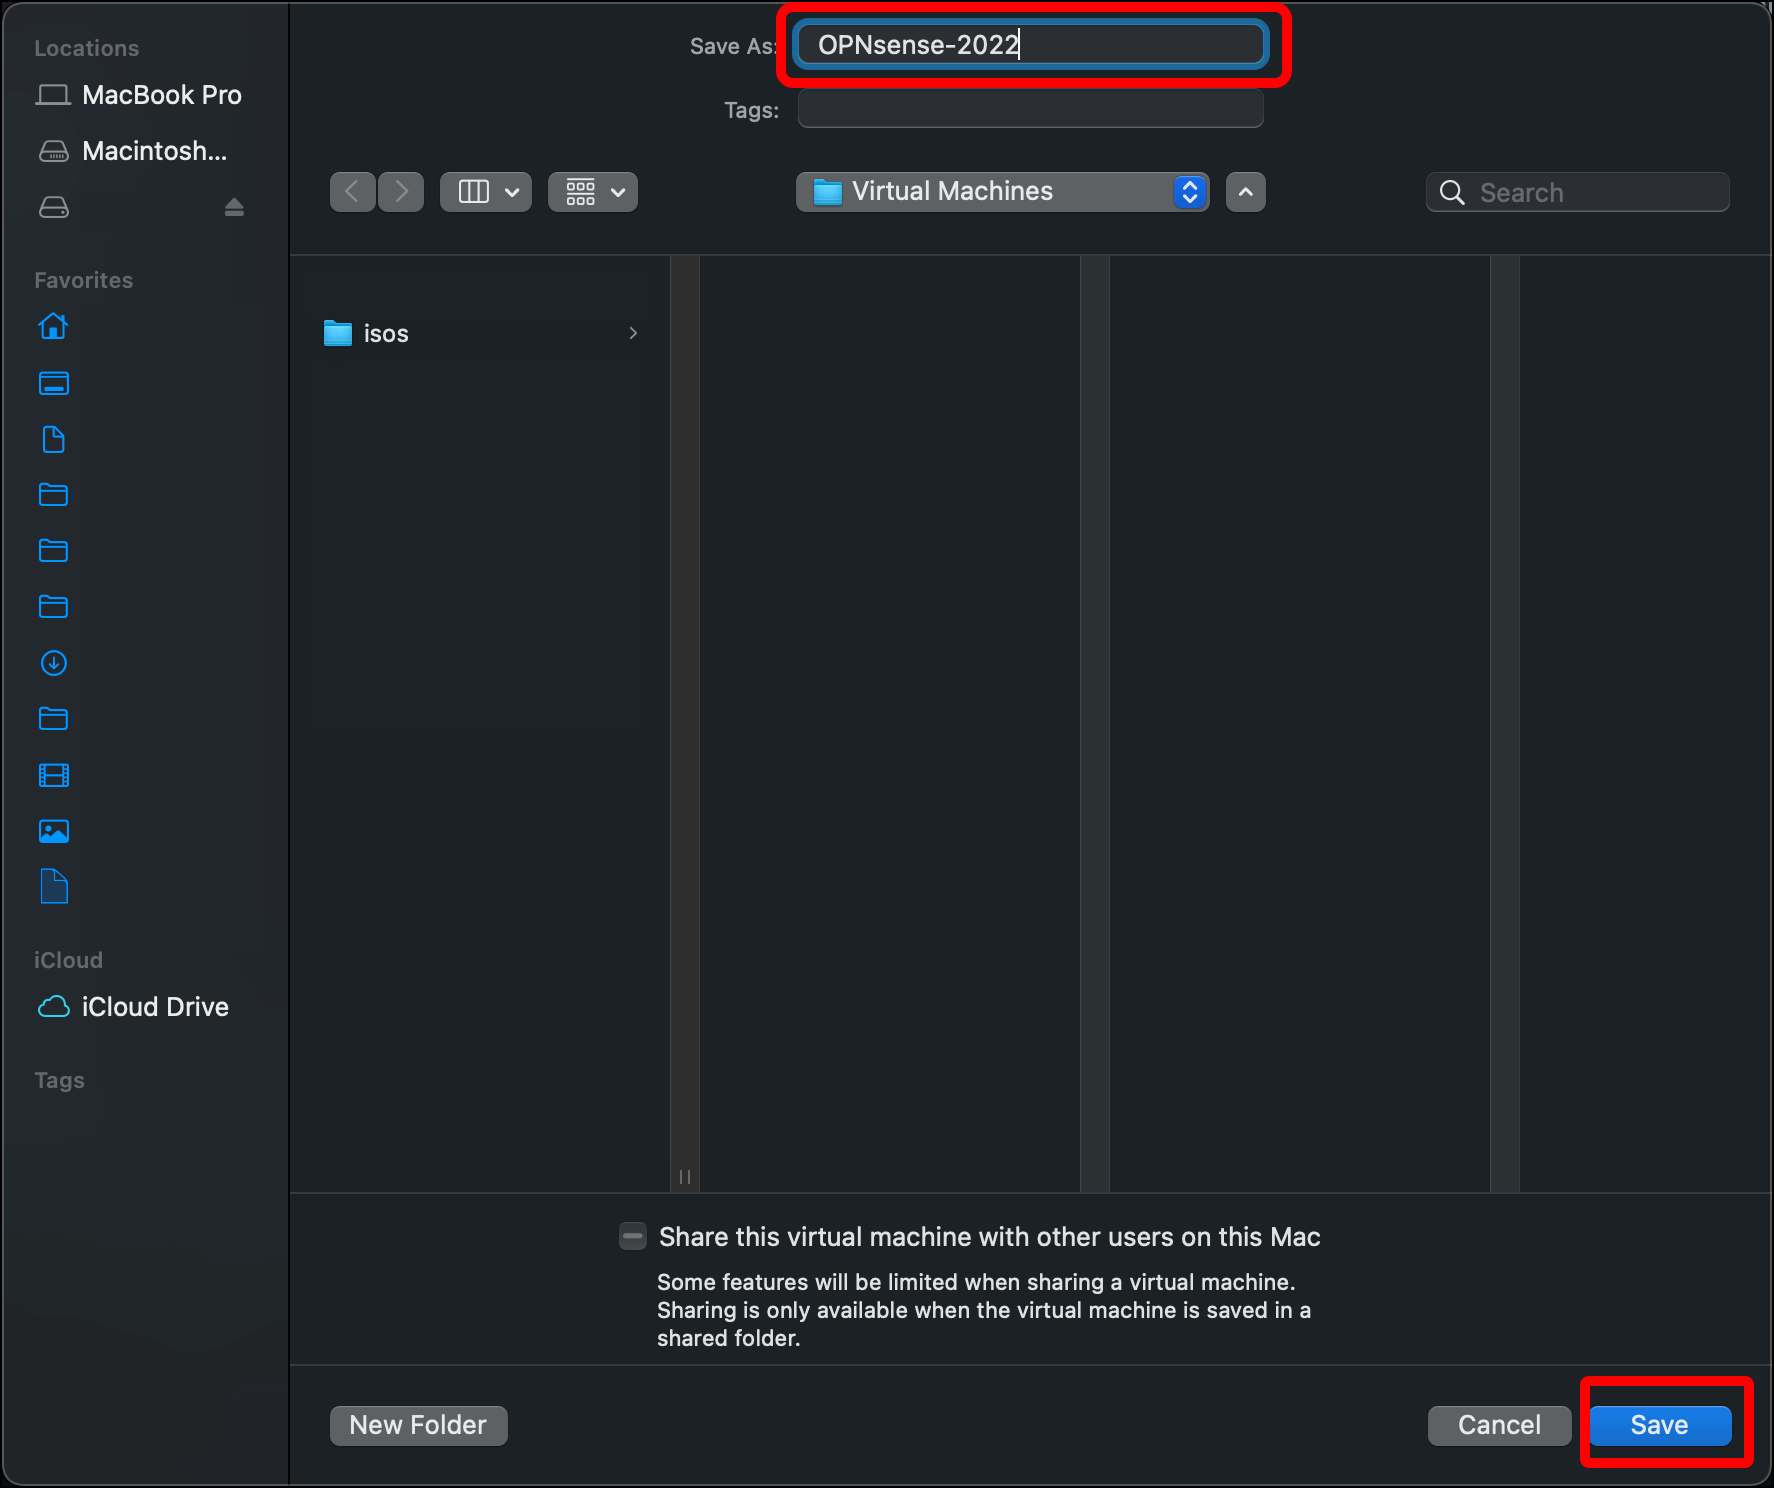 Locations
MacBook Pro
Macintosh...
Favorites
iCloud
iCloud Drive
Tags
Save As: OPNsense-2022
Tags:
Virtual Machines
Search
isos
Share this virtual machine with other users on this Mac
Some features will be limited when sharing a virtual machine.
Sharing is only available when the virtual machine is saved in a
shared folder.
New Folder
Cancel
Save